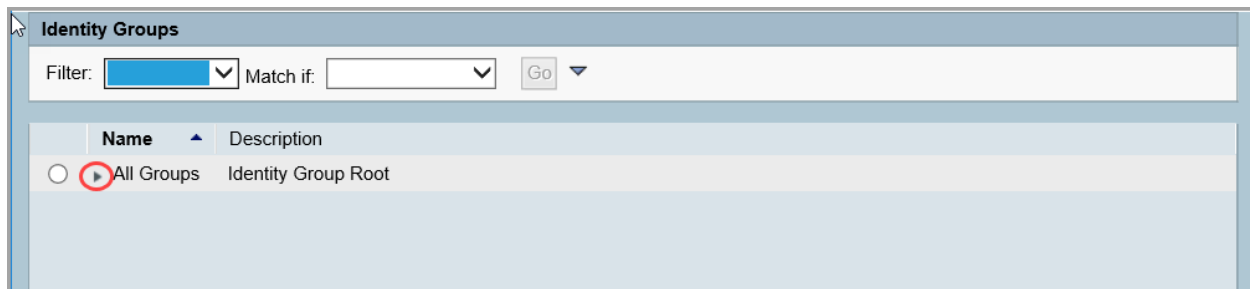 Identity Groups
Filter: Match if: Go
Name Description
All Groups Identity Group Root